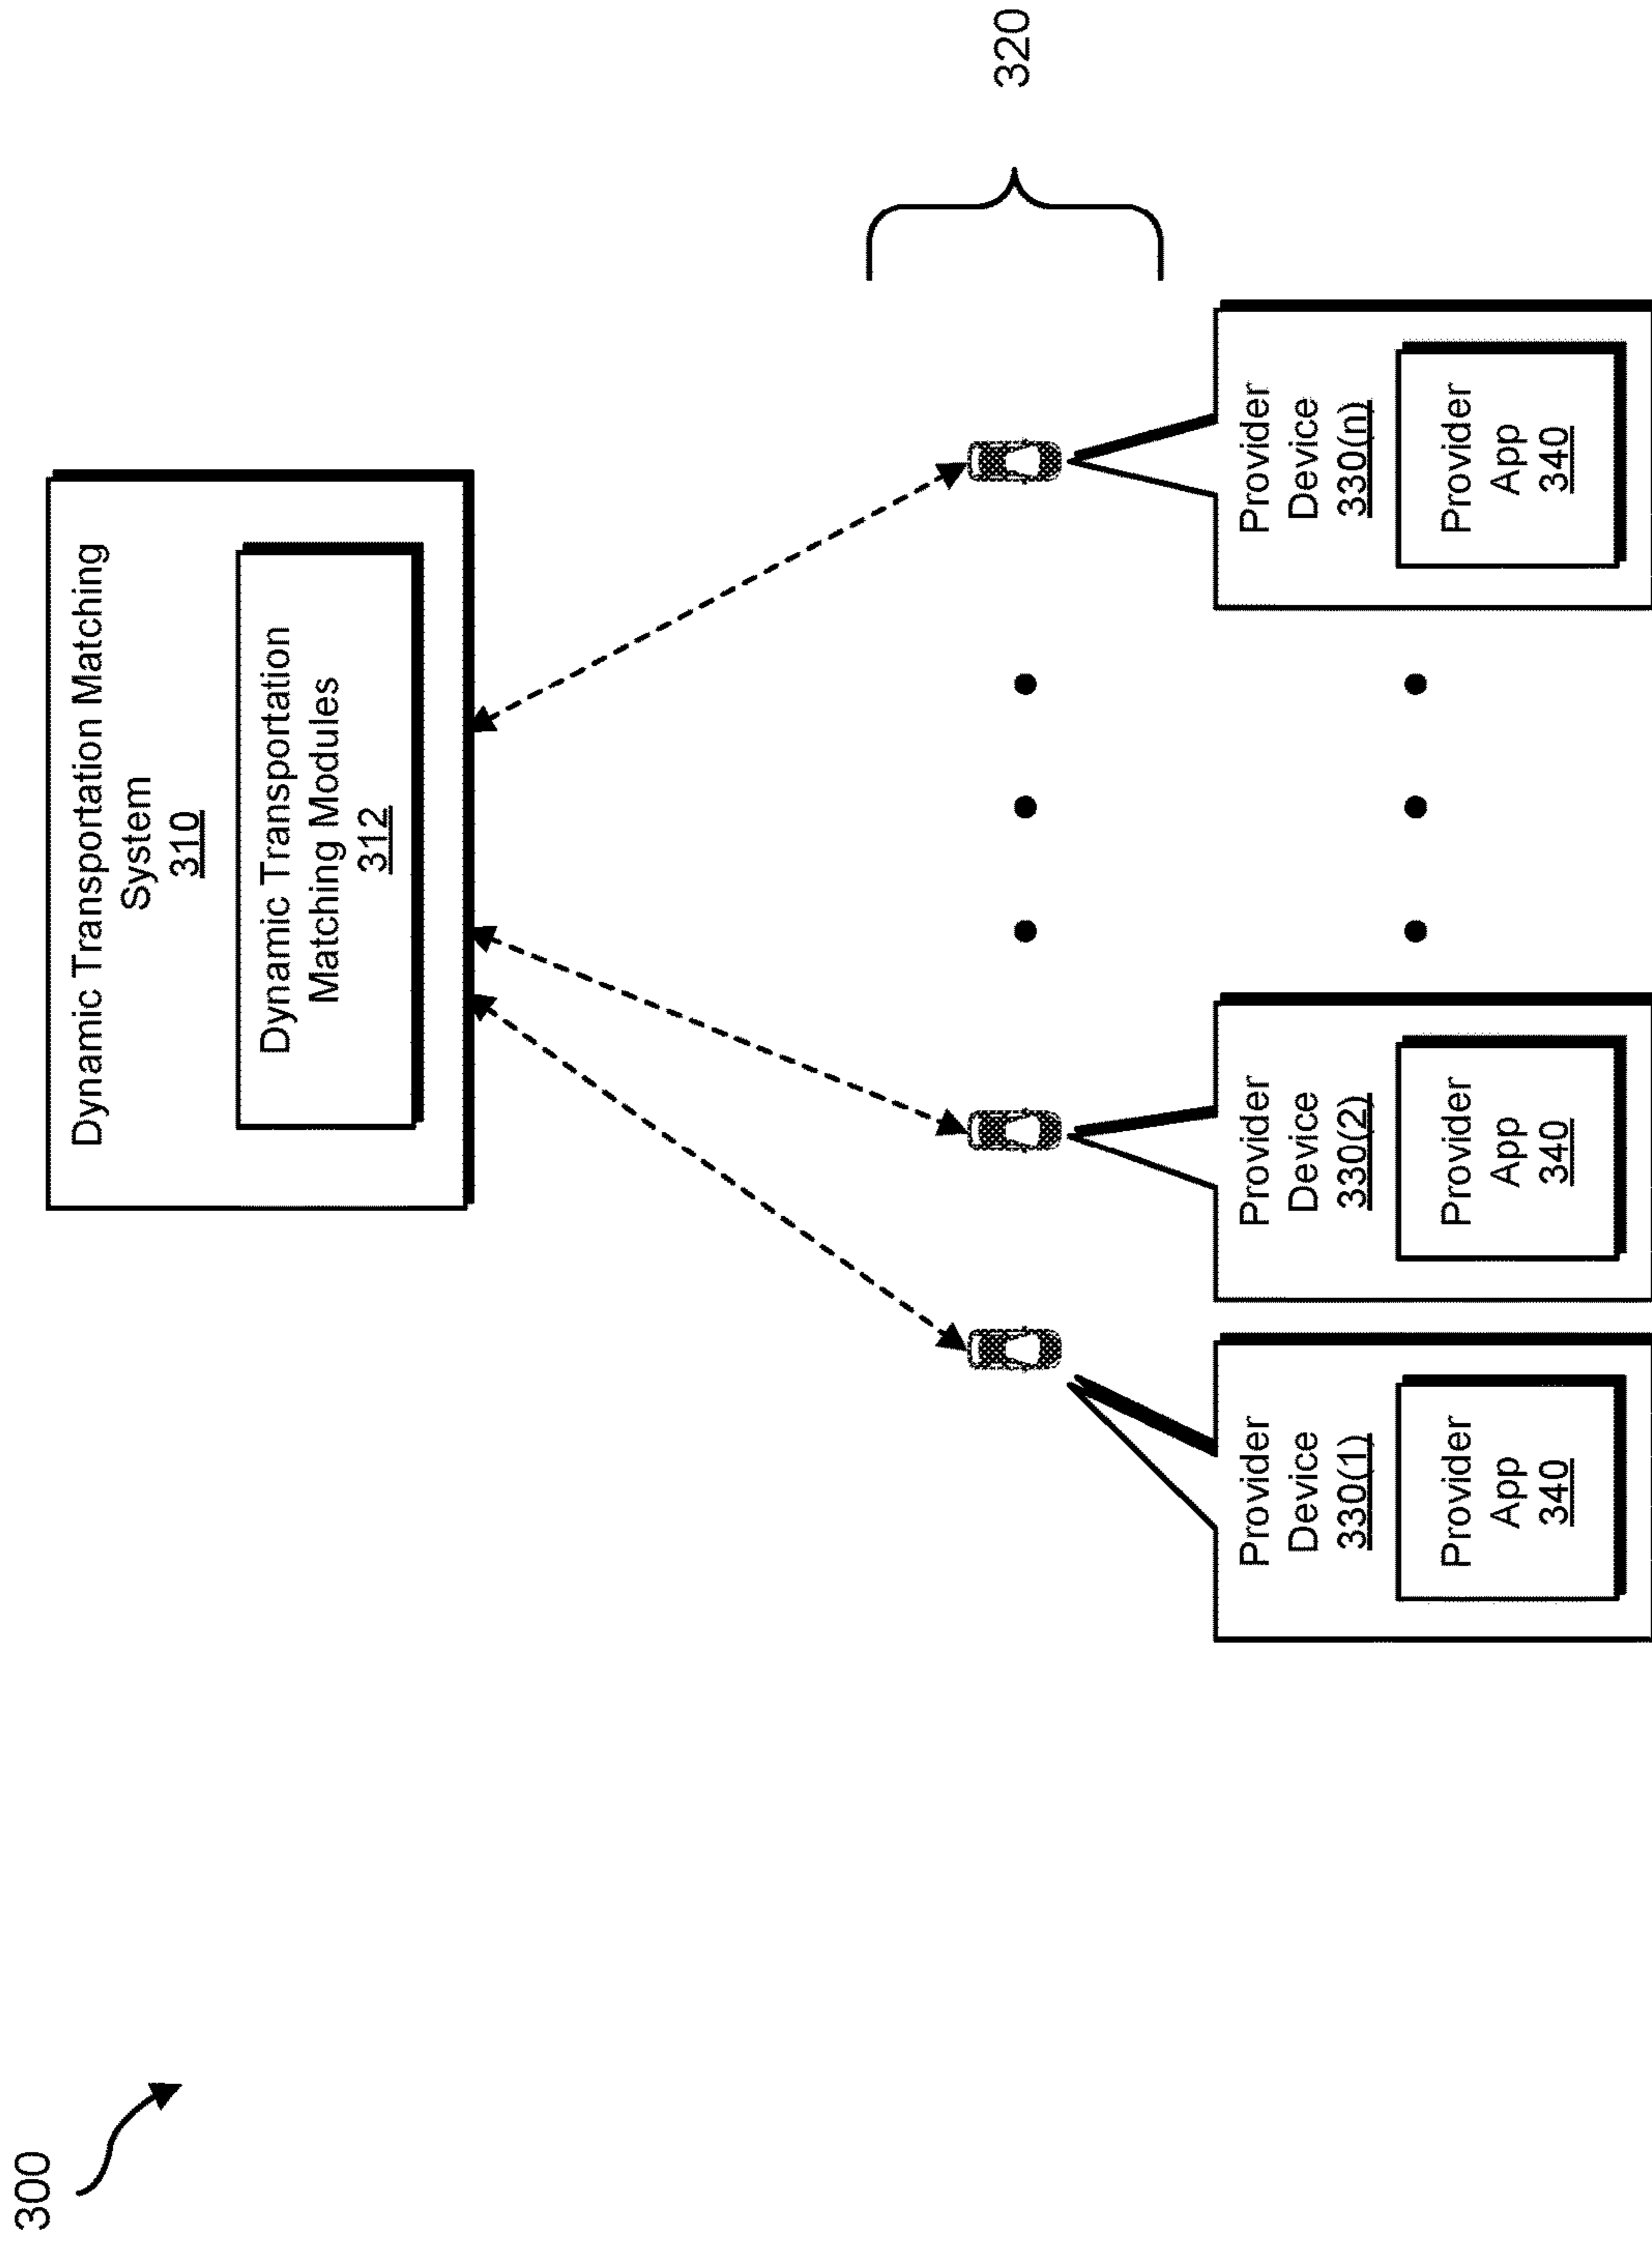 300
Dynamic Transportation Matching
System
310
Dynamic Transportation
Matching Modules
312
320
Provider
Device
330(1)
Provider
App
340
Provider
Device
330(2)
Provider
App
340
Provider
Device
330(n)
Provider
App
340